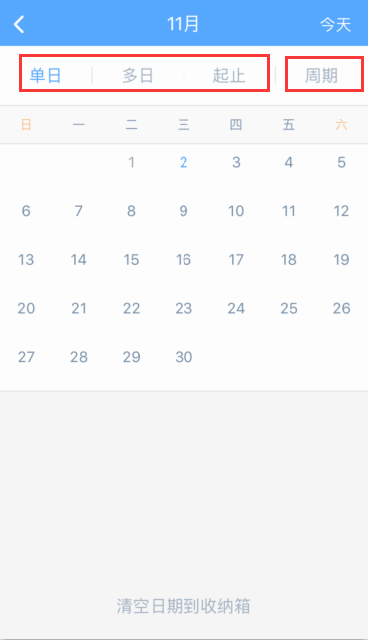 11月 今天
单日 多日 起止 周期
日 一 二 三 四 五 六
1 2 3 4 5
6 7 8 9 10 11 12
13 14 15 16 17 18 19
20 21 22 23 24 25 26
27 28 29 30
清空日期到收纳箱